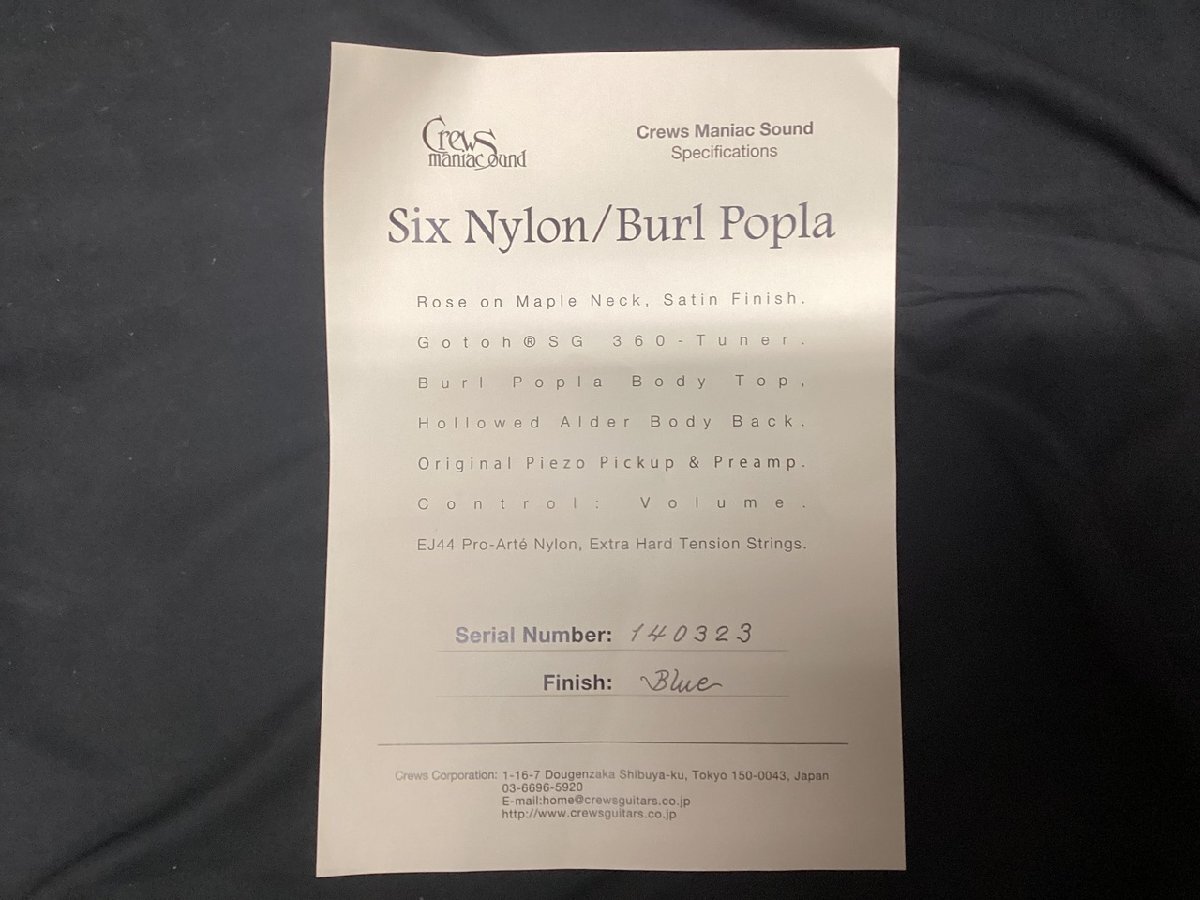 Crews
maniac sound
Crews Maniac Sound
Specifications
Six Nylon/Burl Popla
Rose on Maple Neck, Satin Finish.
Gotoh®SG 360-Tuner.
Burl Popla Body Top,
Hollowed Alder Body Back.
Original Piezo Pickup & Preamp.
Control: Volume.
EJ44 Pro-Arté Nylon, Extra Hard Tension Strings.
Serial Number: 140323
Finish: Blue
Crews Corporation: 1-16-7 Dougenzaka Shibuya-ku, Tokyo 150-0043, Japan
03-6696-5920
E-mail:home@crewsguitars.co.jp
http://www.crewsguitars.co.jp